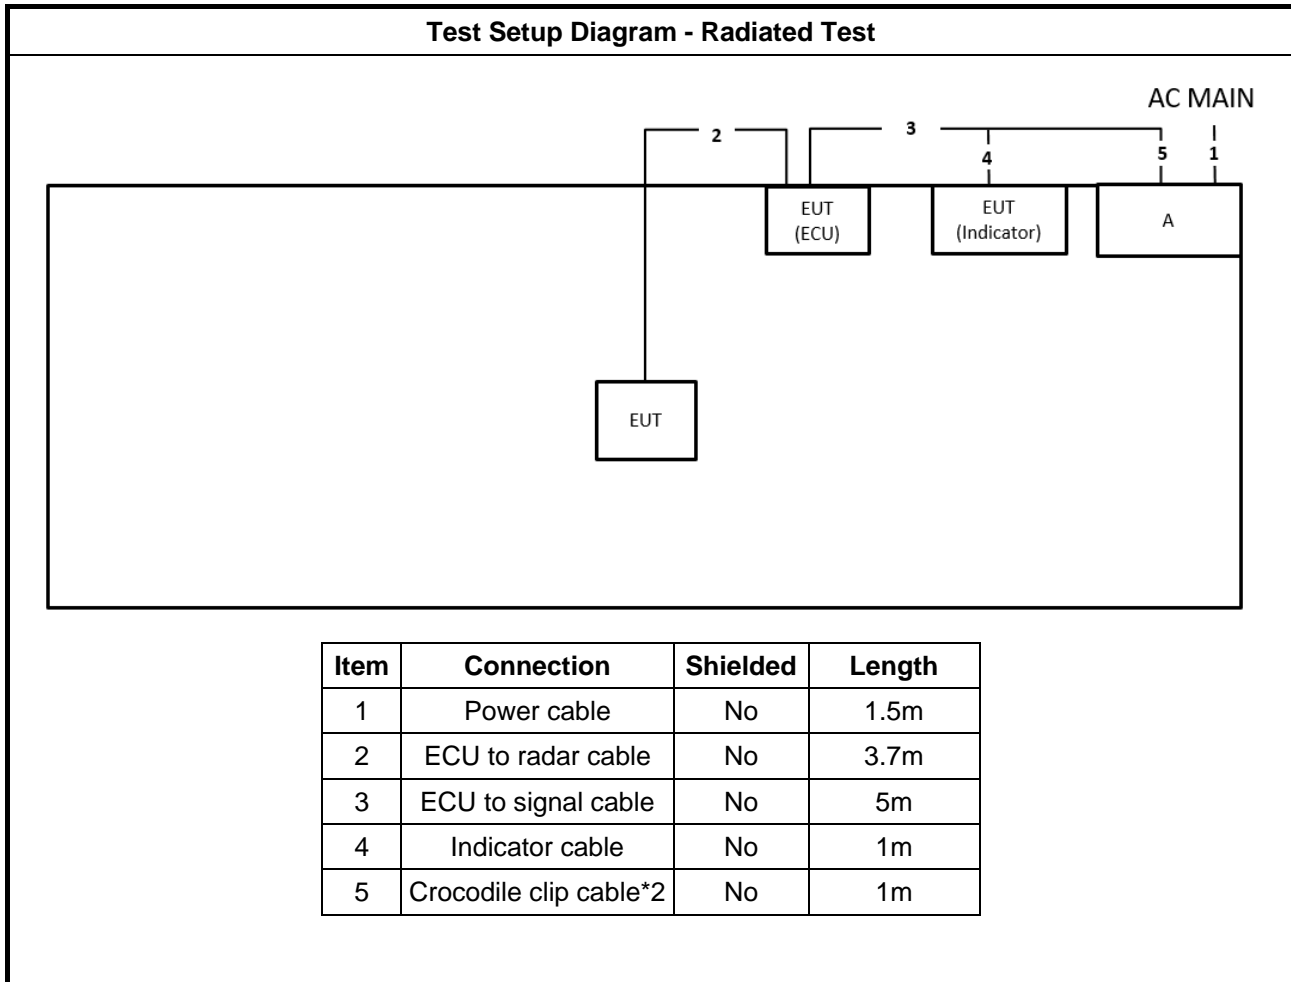 Test Setup Diagram - Radiated Test
AC MAIN
2
3
4
5
1
EUT
(ECU)
EUT
(Indicator)
A
EUT
Item Connection Shielded Length
1 Power cable No 1.5m
2 ECU to radar cable No 3.7m
3 ECU to signal cable No 5m
4 Indicator cable No 1m
5 Crocodile clip cable*2 No 1m